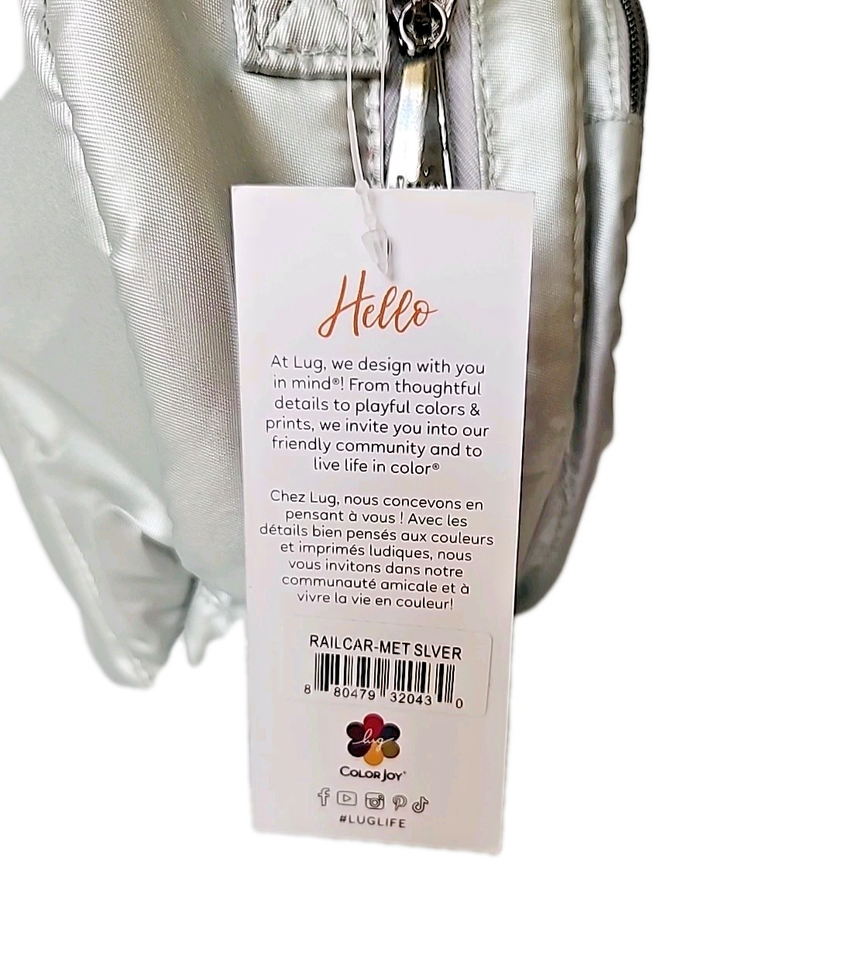 Hello
At Lug, we design with you
in mind®! From thoughtful
details to playful colors &
prints, we invite you into our
friendly community and to
live life in color®
Chez Lug, nous concevons en
pensant à vous ! Avec les
détails bien pensés aux couleurs
et imprimés ludiques, nous
vous invitons dans notre
communauté amicale et à
vivre la vie en couleur!
RAILCAR-MET SLVER
8 80479 32043 0
lug
COLOR JOY
#LUGLIFE